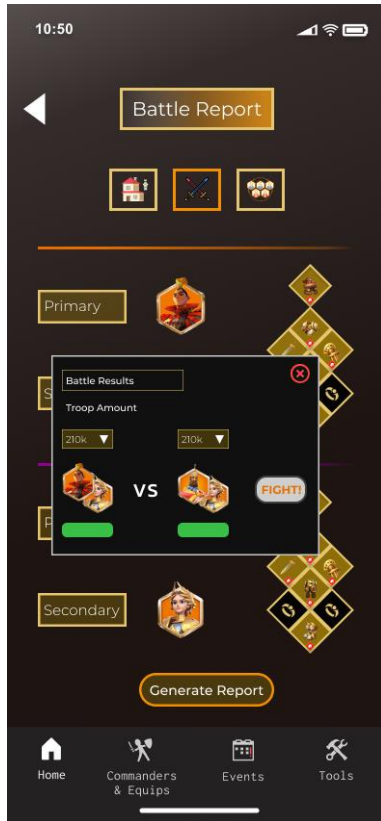 10:50
Battle Report
Primary
S
Battle Results
Troop Amount
210k 210k
VS
FIGHT!
P
Secondary
Generate Report
Home Commanders & Equips Events Tools